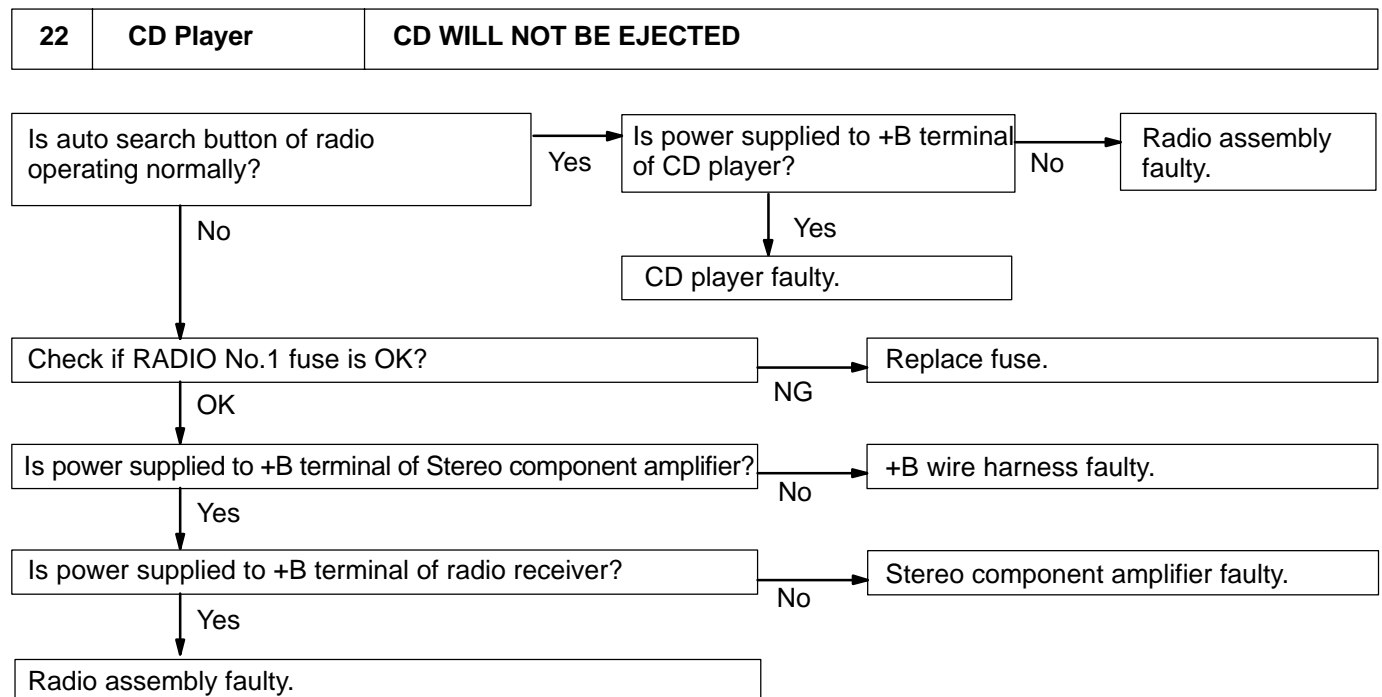 22 CD Player CD WILL NOT BE EJECTED
Is auto search button of radio
operating normally?
Yes
Is power supplied to +B terminal
of CD player?
No
Radio assembly
faulty.
Yes
CD player faulty.
No
Check if RADIO No.1 fuse is OK?
NG
Replace fuse.
OK
Is power supplied to +B terminal of Stereo component amplifier?
No
+B wire harness faulty.
Yes
Is power supplied to +B terminal of radio receiver?
No
Stereo component amplifier faulty.
Yes
Radio assembly faulty.